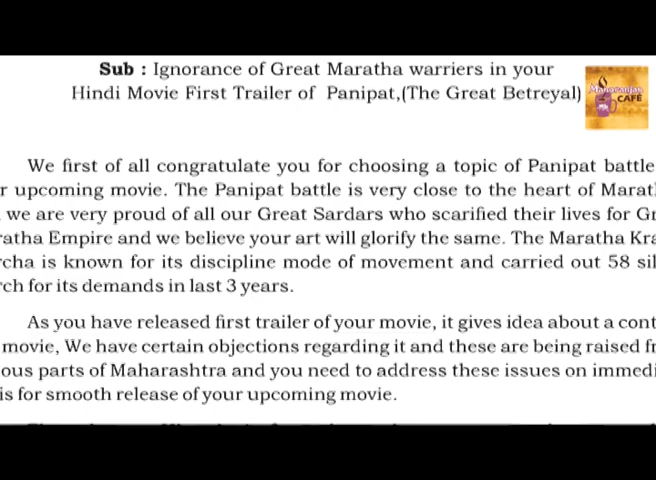 Sub : Ignorance of Great Maratha warriers in your
Hindi Movie First Trailer of Panipat,(The Great Betreyal)
Manoranjan
CAFÉ
We first of all congratulate you for choosing a topic of Panipat battle
r upcoming movie. The Panipat battle is very close to the heart of Marat
we are very proud of all our Great Sardars who scarified their lives for Gr
ratha Empire and we believe your art will glorify the same. The Maratha Kra
rcha is known for its discipline mode of movement and carried out 58 sil
rch for its demands in last 3 years.
As you have released first trailer of your movie, it gives idea about a cont
movie, We have certain objections regarding it and these are being raised fr
ous parts of Maharashtra and you need to address these issues on immedi
is for smooth release of your upcoming movie.